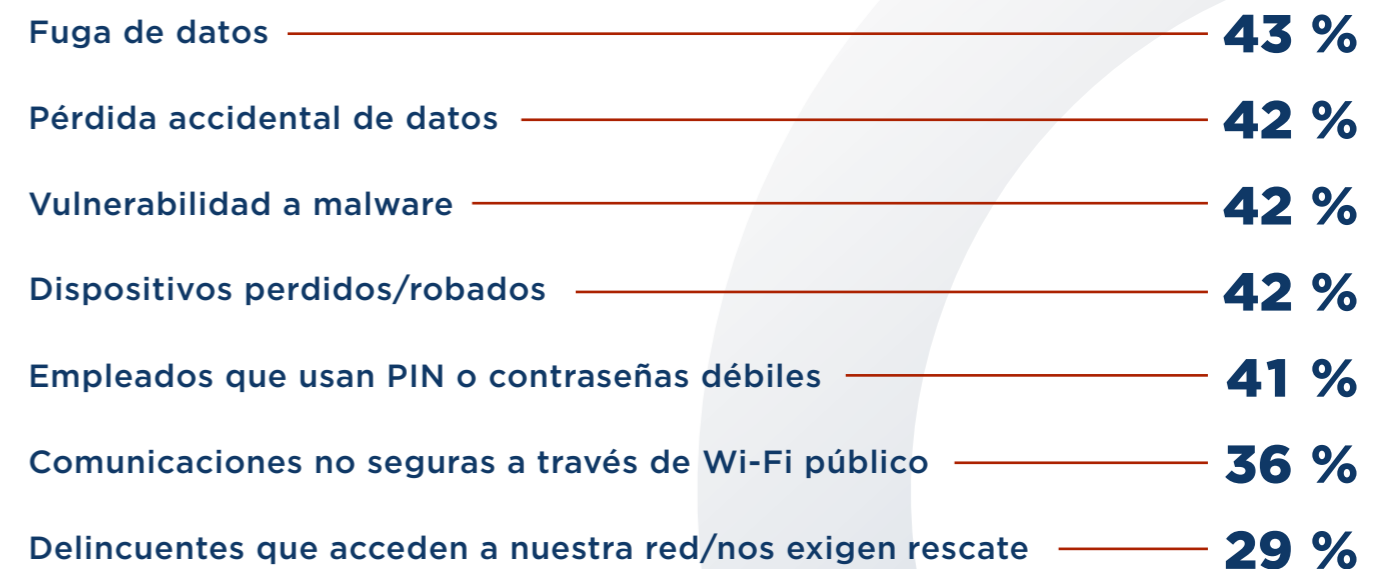 Fuga de datos 43 %
Pérdida accidental de datos 42 %
Vulnerabilidad a malware 42 %
Dispositivos perdidos/robados 42 %
Empleados que usan PIN o contraseñas débiles 41 %
Comunicaciones no seguras a través de Wi-Fi público 36 %
Delincuentes que acceden a nuestra red/nos exigen rescate 29 %